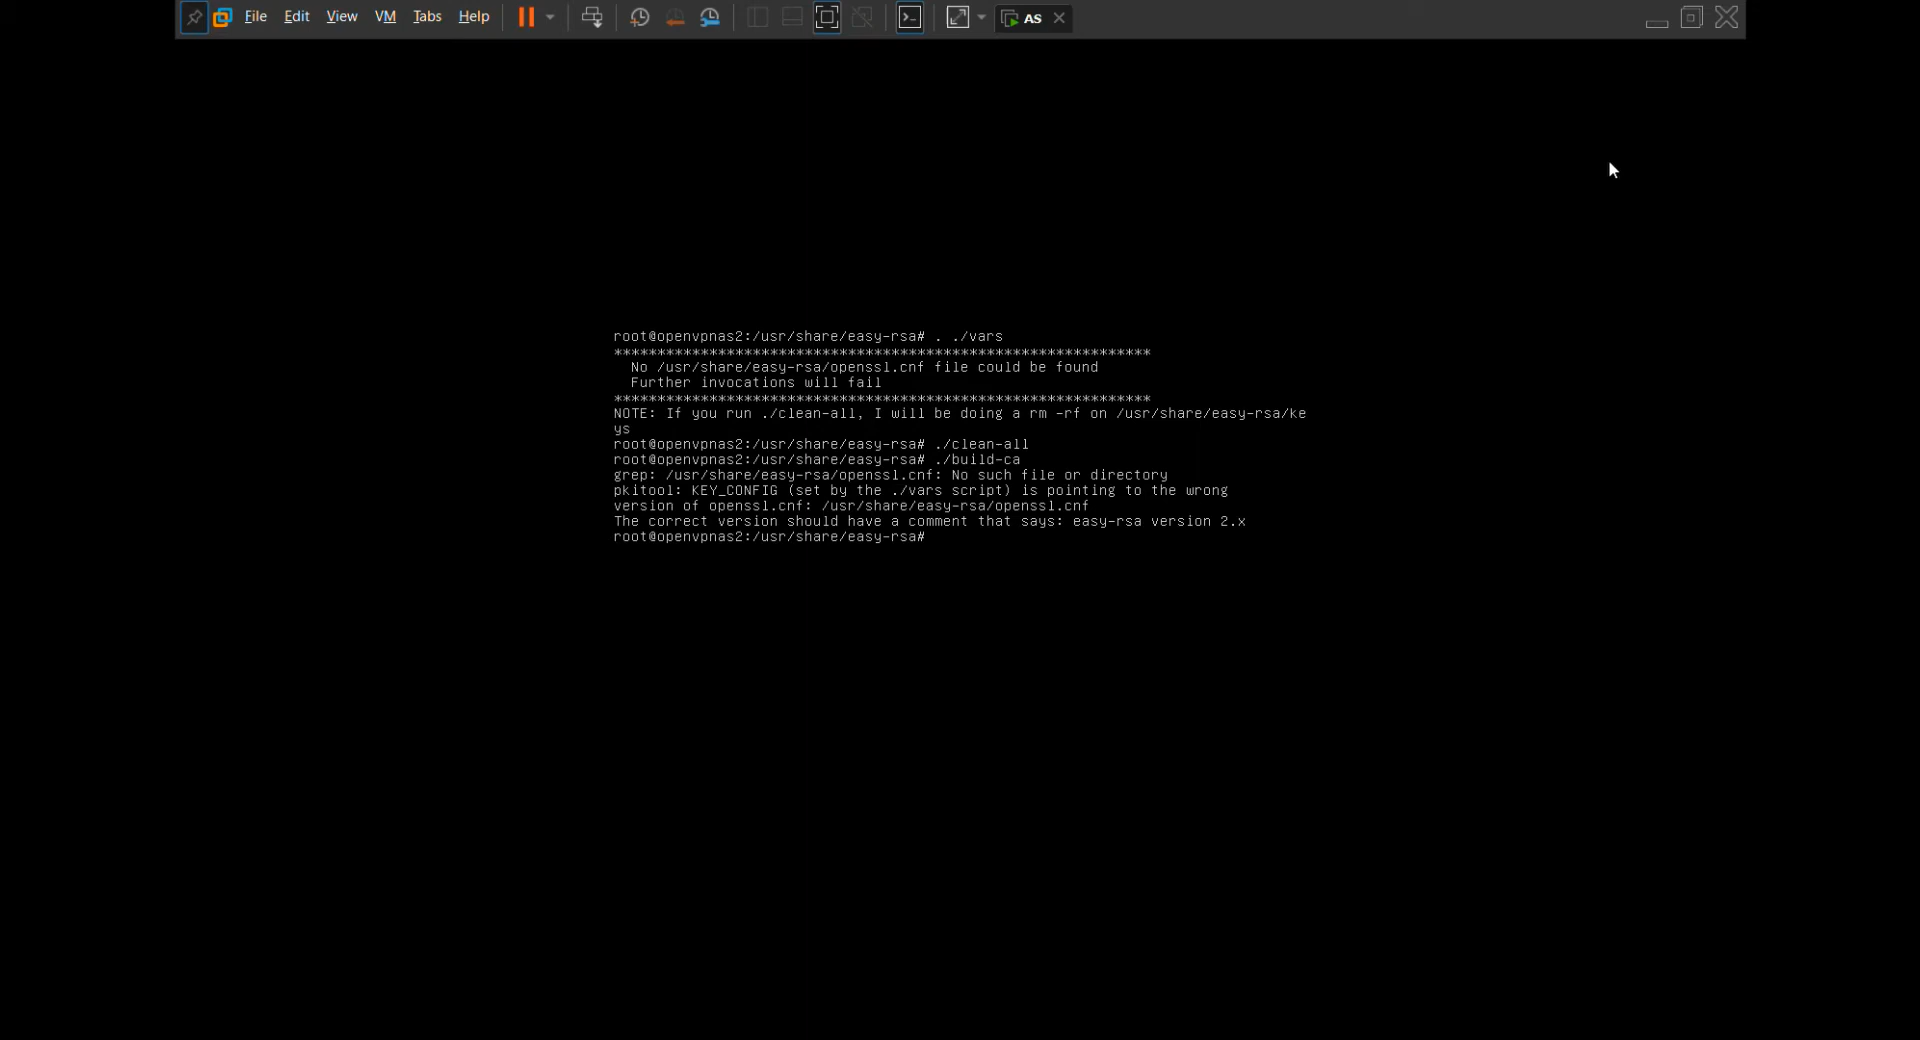 File Edit View VM Tabs Help AS
root@openvpnas2:/usr/share/easy-rsa# . ./vars
**************************************************************
  No /usr/share/easy-rsa/openssl.cnf file could be found
  Further invocations will fail
**************************************************************
NOTE: If you run ./clean-all, I will be doing a rm -rf on /usr/share/easy-rsa/ke
ys
root@openvpnas2:/usr/share/easy-rsa# ./clean-all
root@openvpnas2:/usr/share/easy-rsa# ./build-ca
grep: /usr/share/easy-rsa/openssl.cnf: No such file or directory
pkitool: KEY_CONFIG (set by the ./vars script) is pointing to the wrong
version of openssl.cnf: /usr/share/easy-rsa/openssl.cnf
The correct version should have a comment that says: easy-rsa version 2.x
root@openvpnas2:/usr/share/easy-rsa#